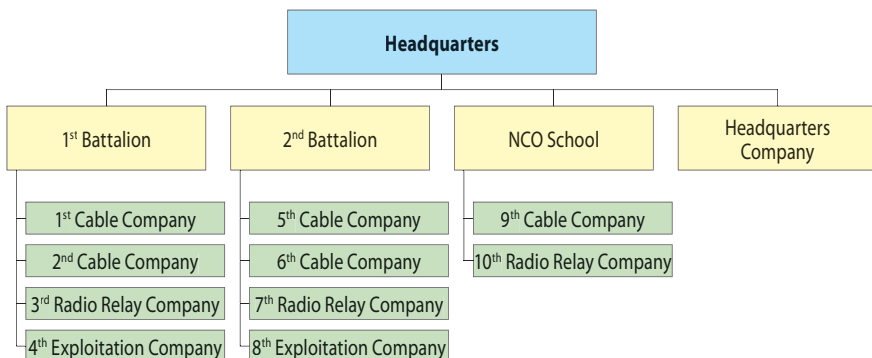 Headquarters
1st Battalion
2nd Battalion
NCO School
Headquarters
Company
1st Cable Company
2nd Cable Company
3rd Radio Relay Company
4th Exploitation Company
5th Cable Company
6th Cable Company
7th Radio Relay Company
8th Exploitation Company
9th Cable Company
10th Radio Relay Company